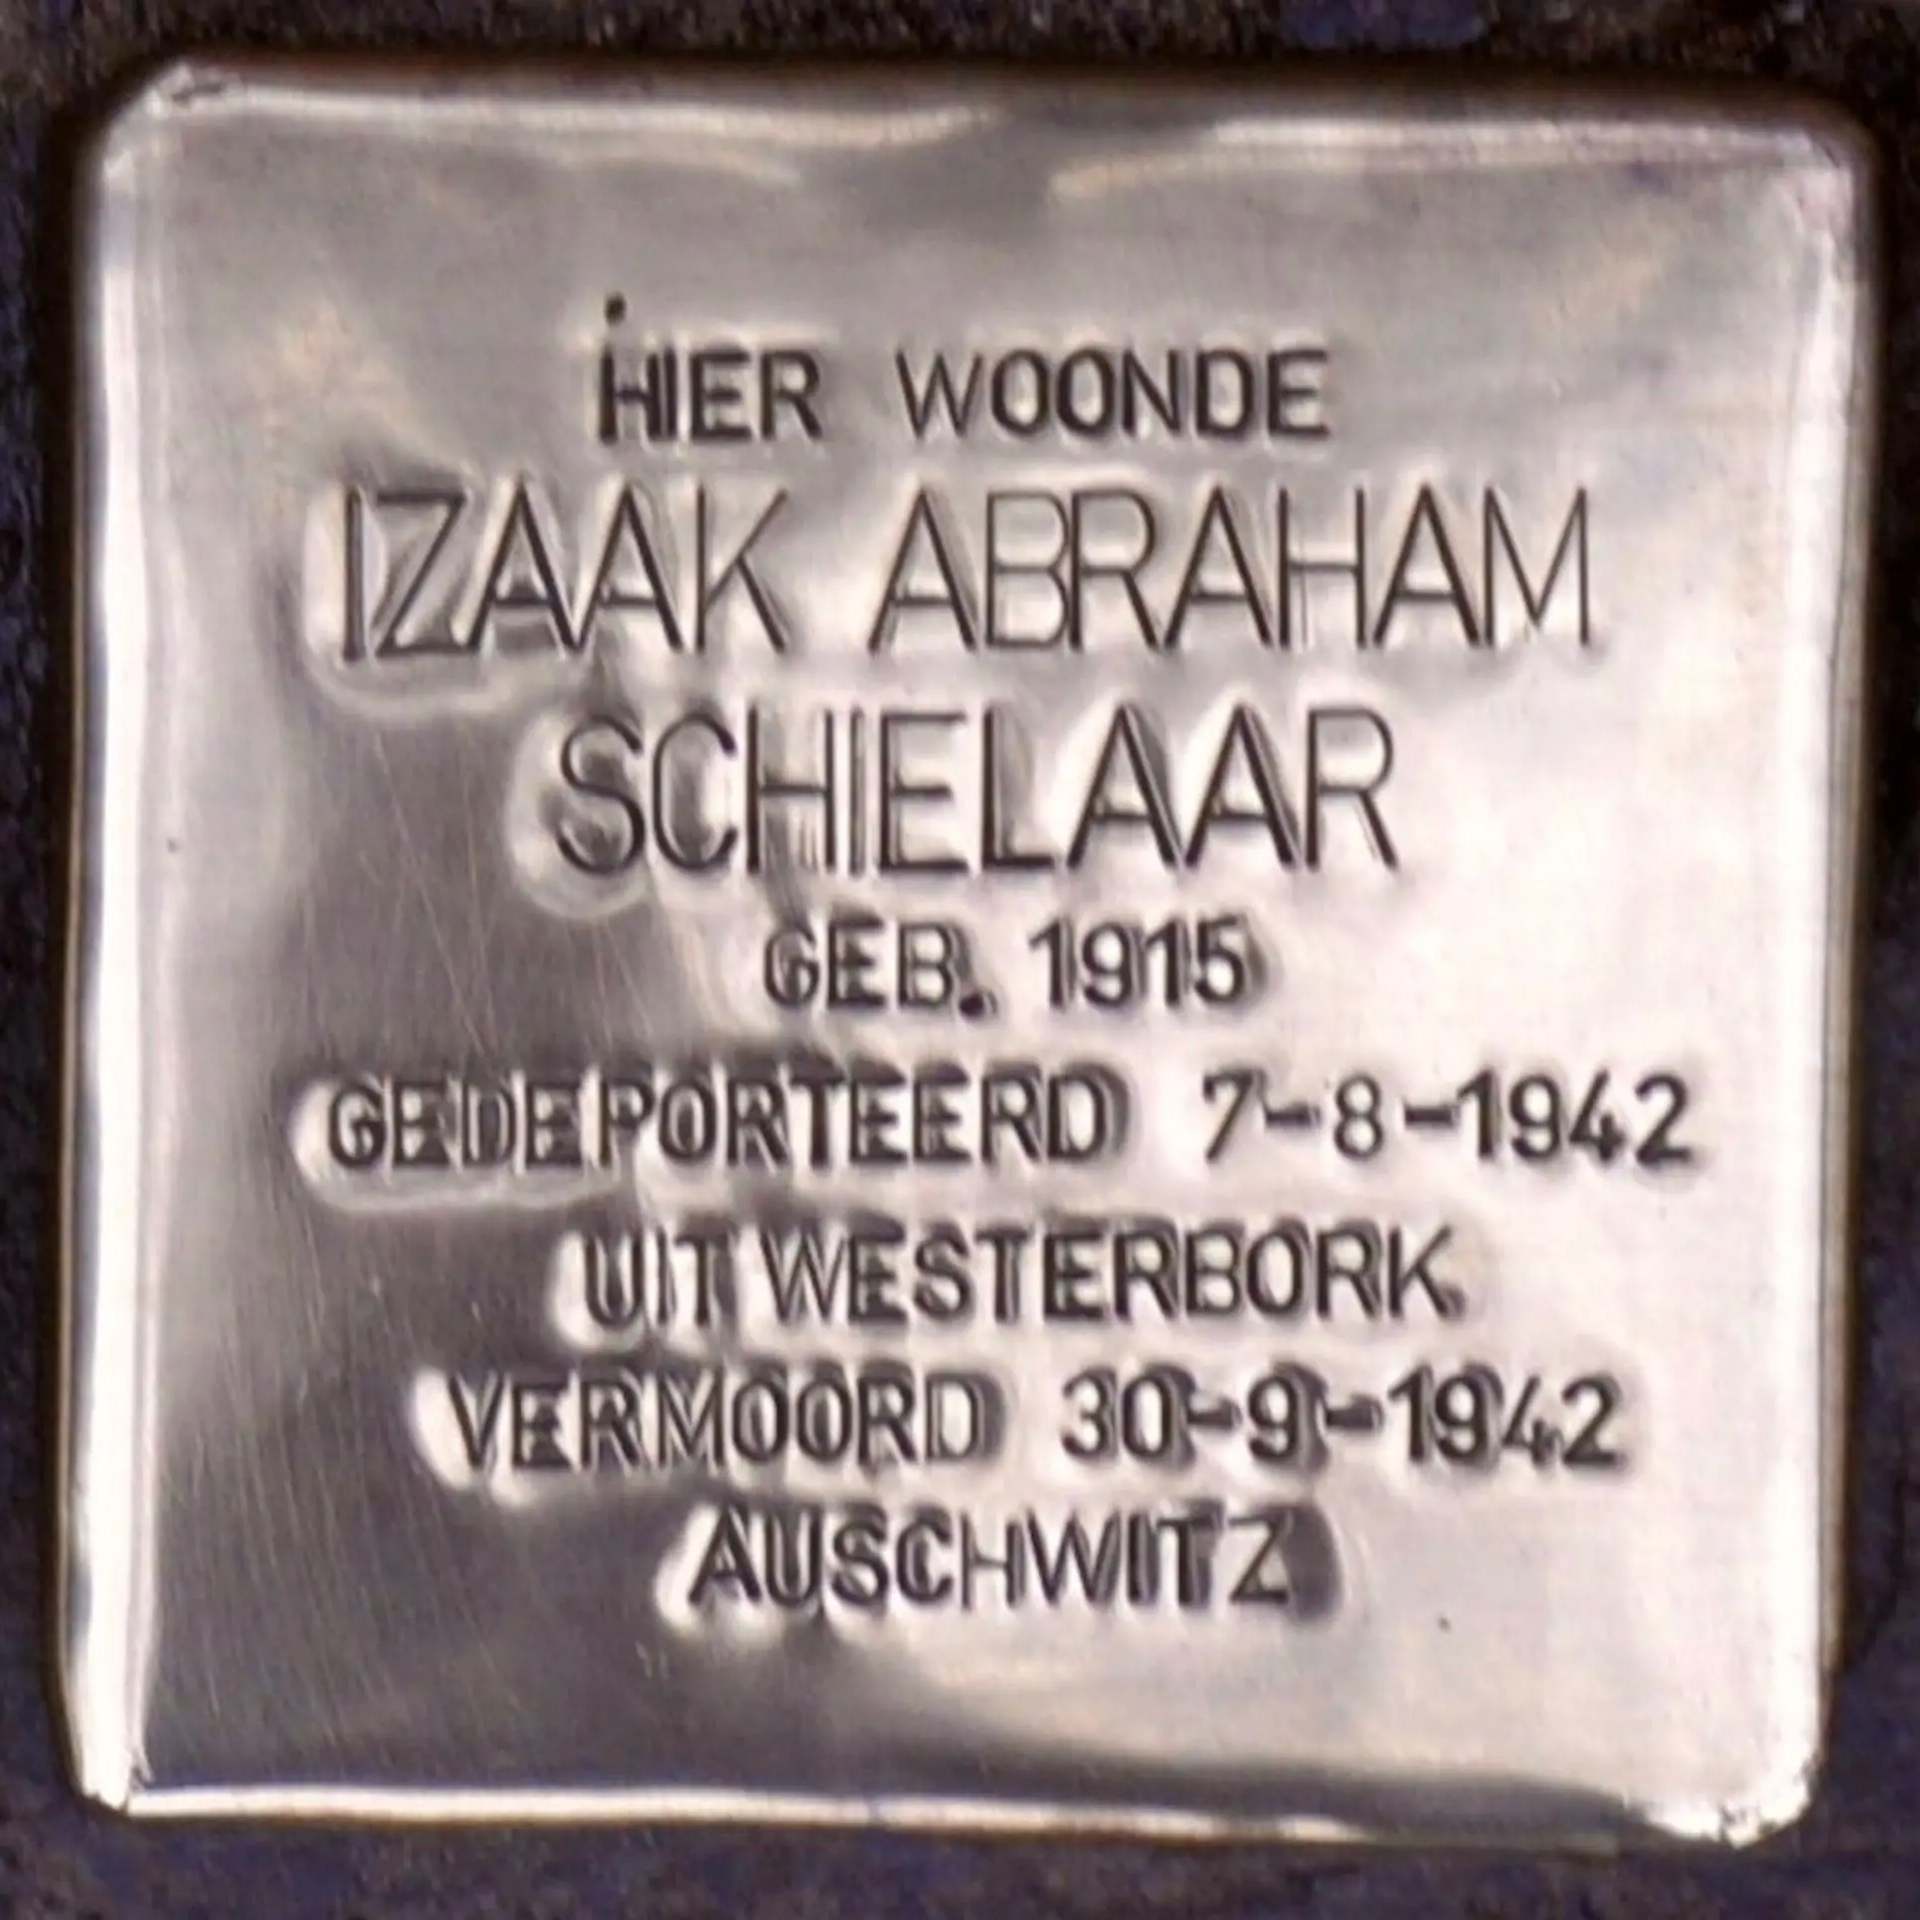 HIER WOONDE
IZAAK ABRAHAM
SCHIELAAR
GEB. 1915
GEDEPORTEERD 7-8-1942
UIT WESTERBORK
VERMOORD 30-9-1942
AUSCHWITZ